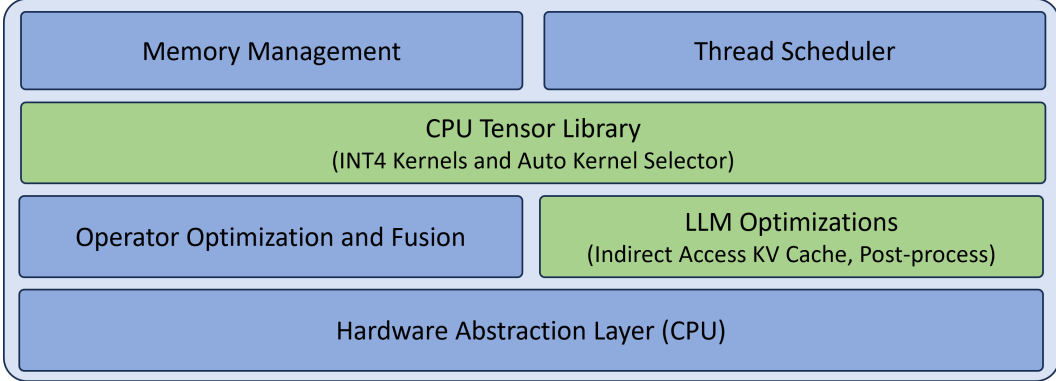 Memory Management
Thread Scheduler
CPU Tensor Library
(INT4 Kernels and Auto Kernel Selector)
Operator Optimization and Fusion
LLM Optimizations
(Indirect Access KV Cache, Post-process)
Hardware Abstraction Layer (CPU)